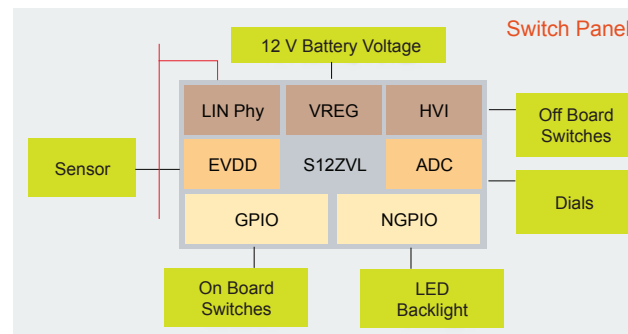 Switch Panel
12 V Battery Voltage
LIN Phy
VREG
HVI
Off Board
Switches
Sensor
EVDD
S12ZVL
ADC
Dials
GPIO
NGPIO
On Board
Switches
LED
Backlight